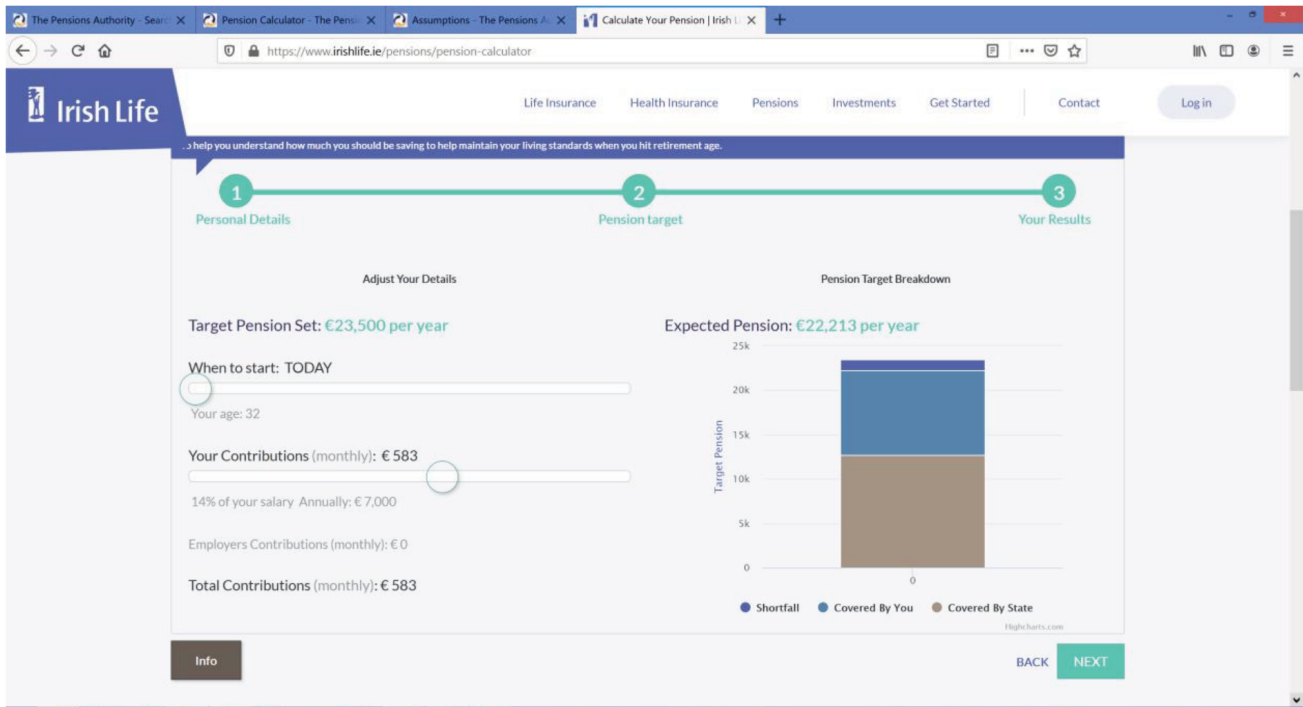 The Pensions Authority - Searc
Pension Calculator - The Pensi
Assumptions - The Pensions A
Calculate Your Pension | Irish L
https://www.irishlife.ie/pensions/pension-calculator
Irish Life
Life Insurance Health Insurance Pensions Investments Get Started Contact Log in
o help you understand how much you should be saving to help maintain your living standards when you hit retirement age.
1 2 3
Personal Details Pension target Your Results
Adjust Your Details
Target Pension Set: €23,500 per year
When to start: TODAY
Your age: 32
Your Contributions (monthly): € 583
14% of your salary Annually: € 7,000
Employers Contributions (monthly): € 0
Total Contributions (monthly): € 583
Pension Target Breakdown
Expected Pension: €22,213 per year
25k
20k
15k
10k
5k
0
Target Pension
0
Shortfall Covered By You Covered By State
Highcharts.com
Info
BACK NEXT